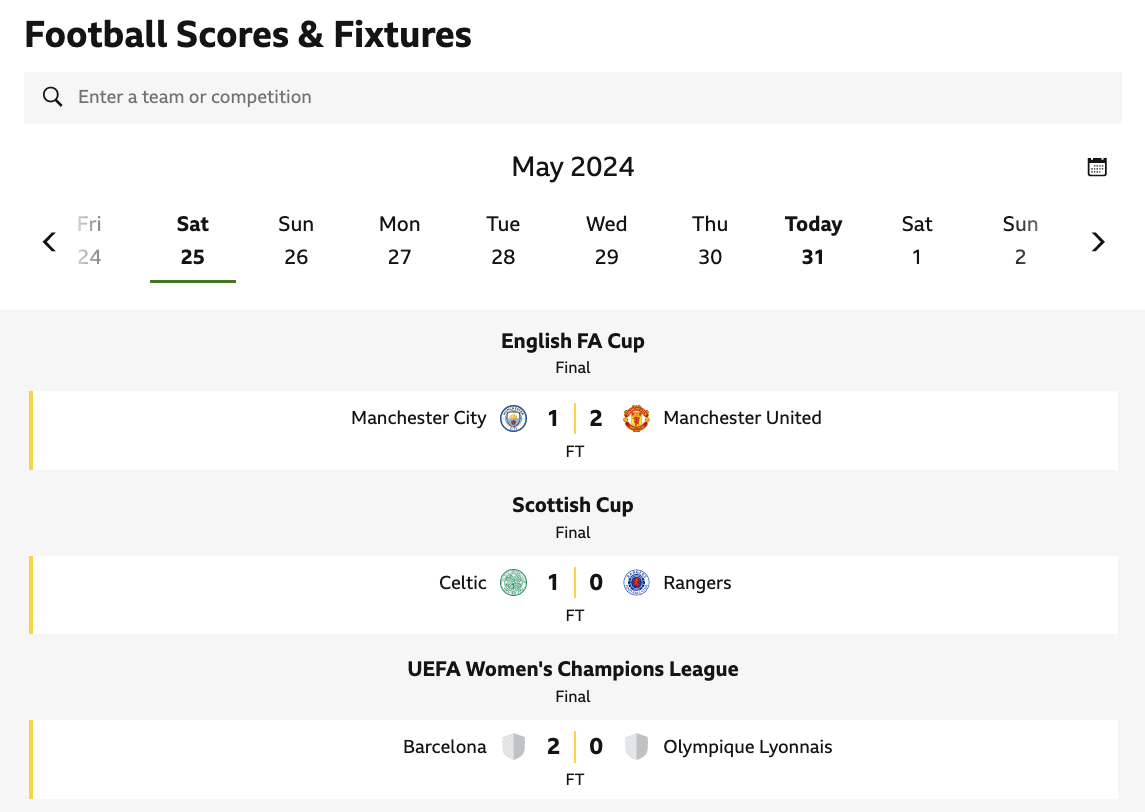 Football Scores & Fixtures
Enter a team or competition
May 2024
Fri Sat Sun Mon Tue Wed Thu Today Sat Sun
24 25 26 27 28 29 30 31 1 2
English FA Cup
Final
Manchester City 1 2 Manchester United
FT
Scottish Cup
Final
Celtic 1 0 Rangers
FT
UEFA Women's Champions League
Final
Barcelona 2 0 Olympique Lyonnais
FT